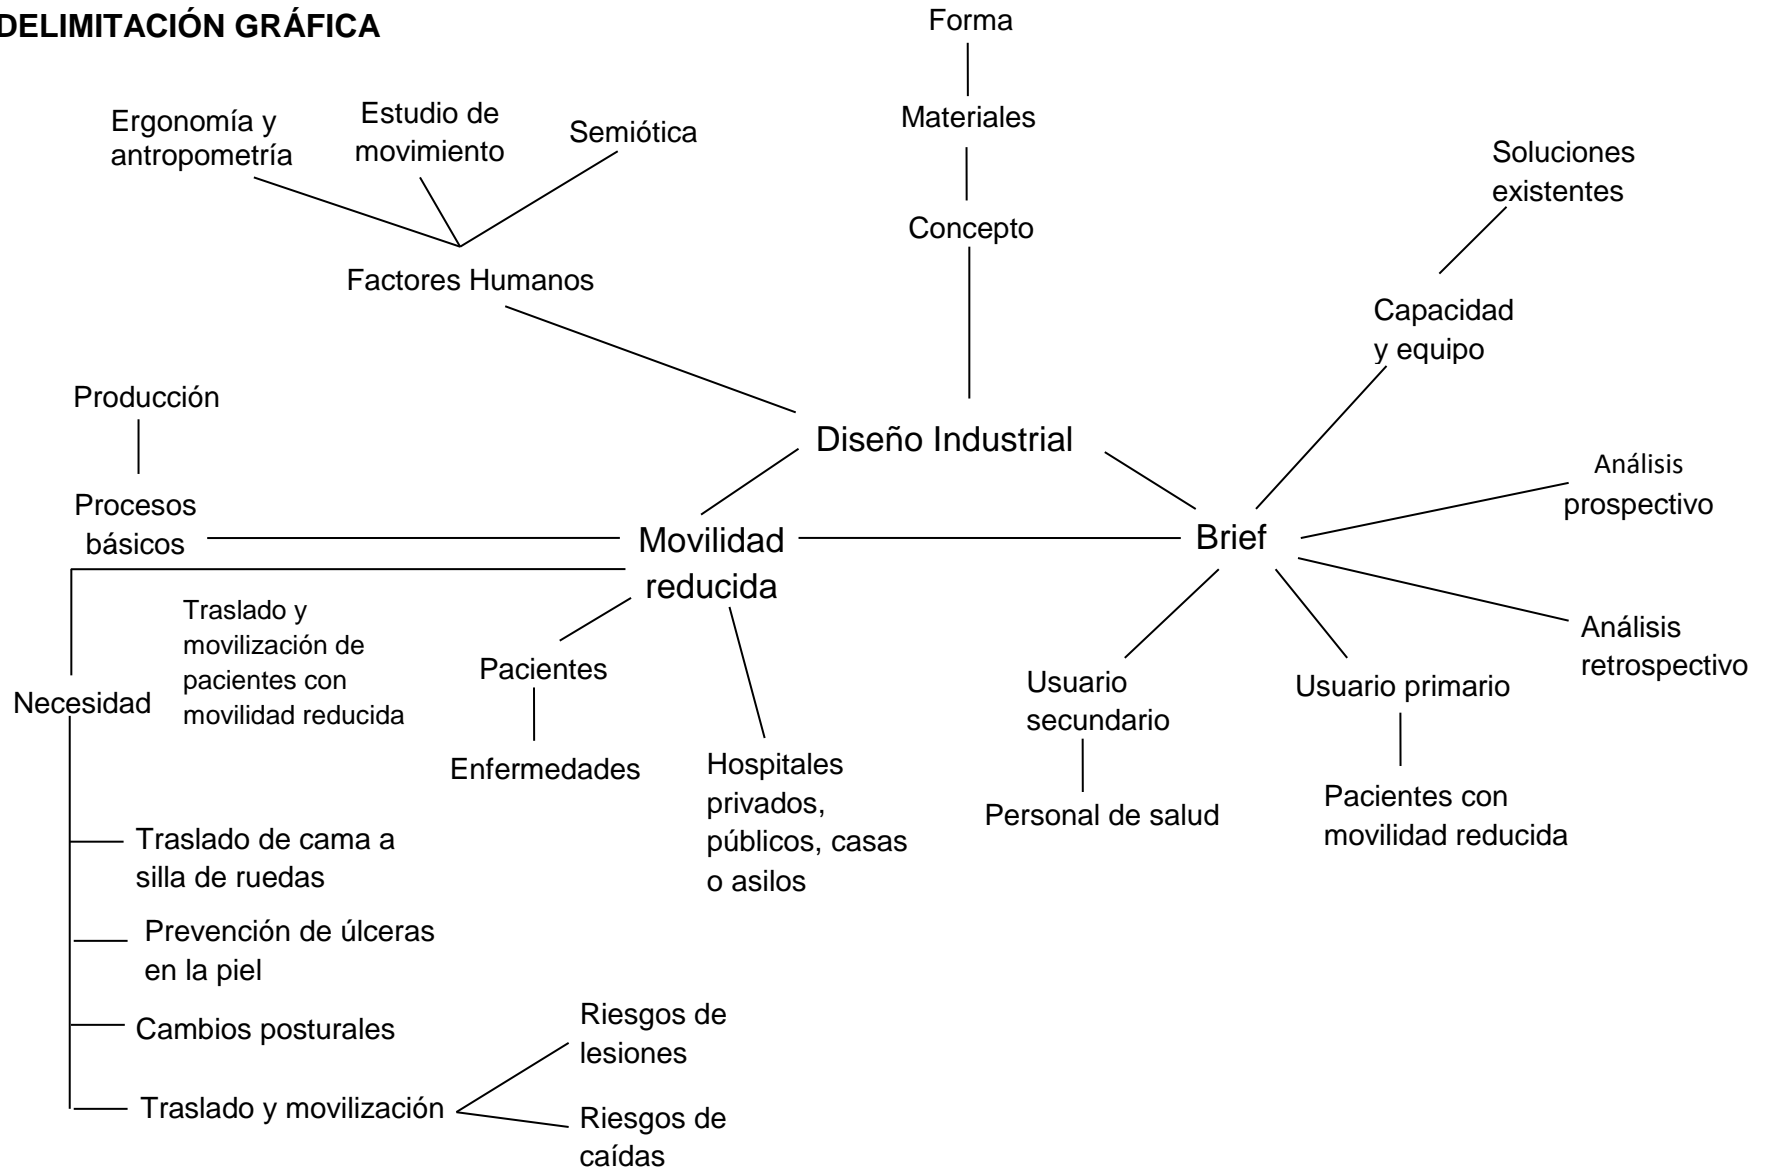 DELIMITACIÓN GRÁFICA
Forma
Materiales
Concepto
Ergonomía y
antropometría
Estudio de
movimiento
Semiótica
Factores Humanos
Soluciones
existentes
Capacidad
y equipo
Producción
Procesos
básicos
Diseño Industrial
Movilidad
reducida
Brief
Análisis
prospectivo
Análisis
retrospectivo
Necesidad
Traslado y
movilización de
pacientes con
movilidad reducida
Pacientes
Enfermedades
Hospitales
privados,
públicos, casas
o asilos
Usuario
secundario
Personal de salud
Usuario primario
Pacientes con
movilidad reducida
Traslado de cama a
silla de ruedas
Prevención de úlceras
en la piel
Cambios posturales
Traslado y movilización
Riesgos de
lesiones
Riesgos de
caídas